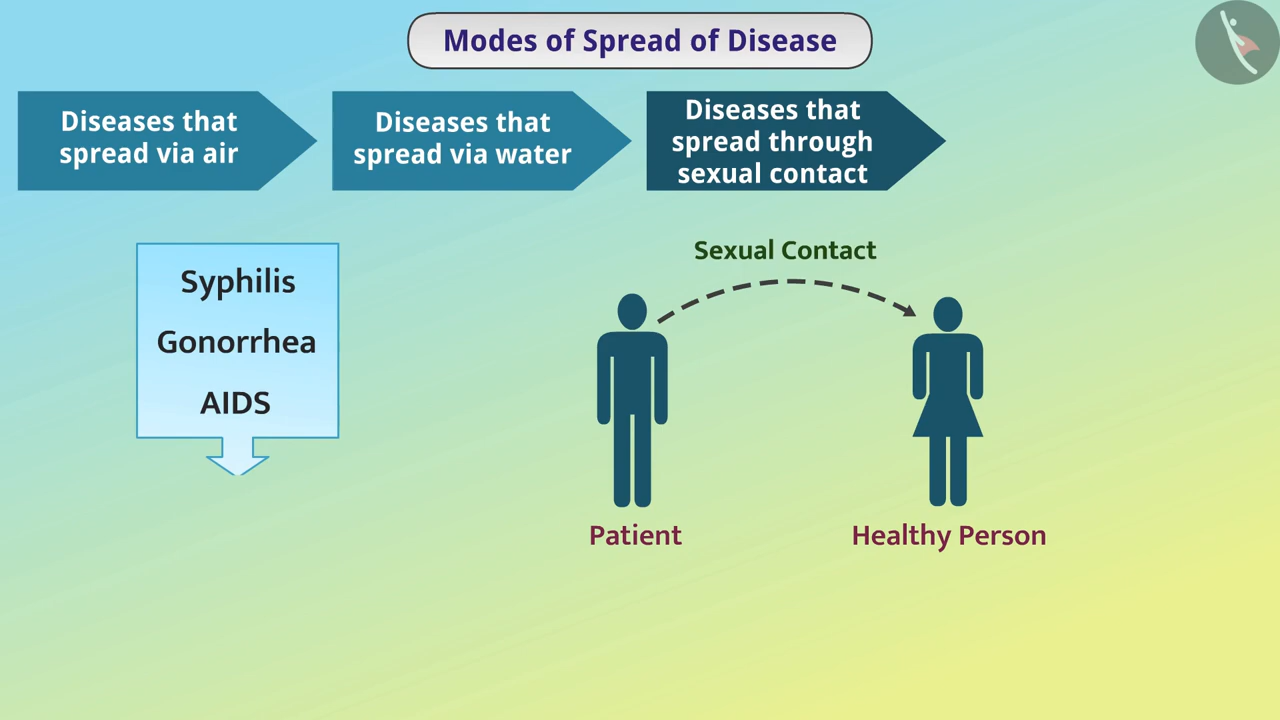 Modes of Spread of Disease
Diseases that
spread via air
Diseases that
spread via water
Diseases that
spread through
sexual contact
Syphilis
Gonorrhea
AIDS
Sexual Contact
Patient
Healthy Person